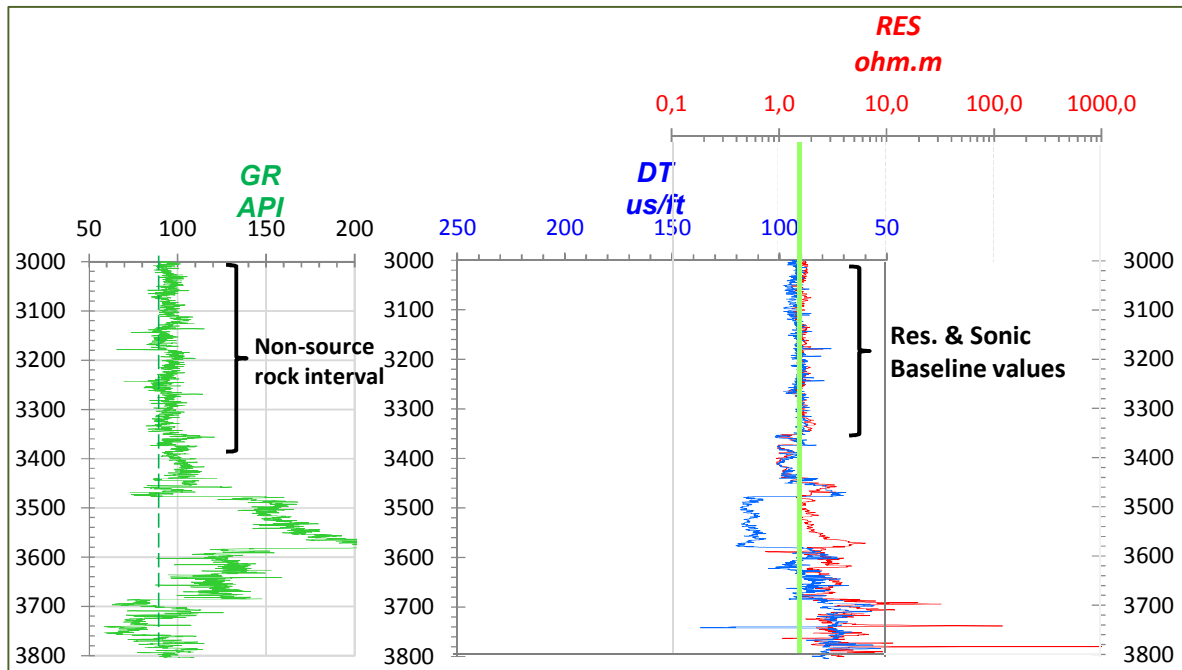 RES
ohm.m
0,1 1,0 10,0 100,0 1000,0
GR
API
DT
us/ft
50 100 150 200
250 200 150 100 50
3000 3000 3000
3100 3100 3100
3200 3200 3200
3300 3300 3300
3400 3400 3400
3500 3500 3500
3600 3600 3600
3700 3700 3700
3800 3800 3800
Non-source
rock interval
Res. & Sonic
Baseline values